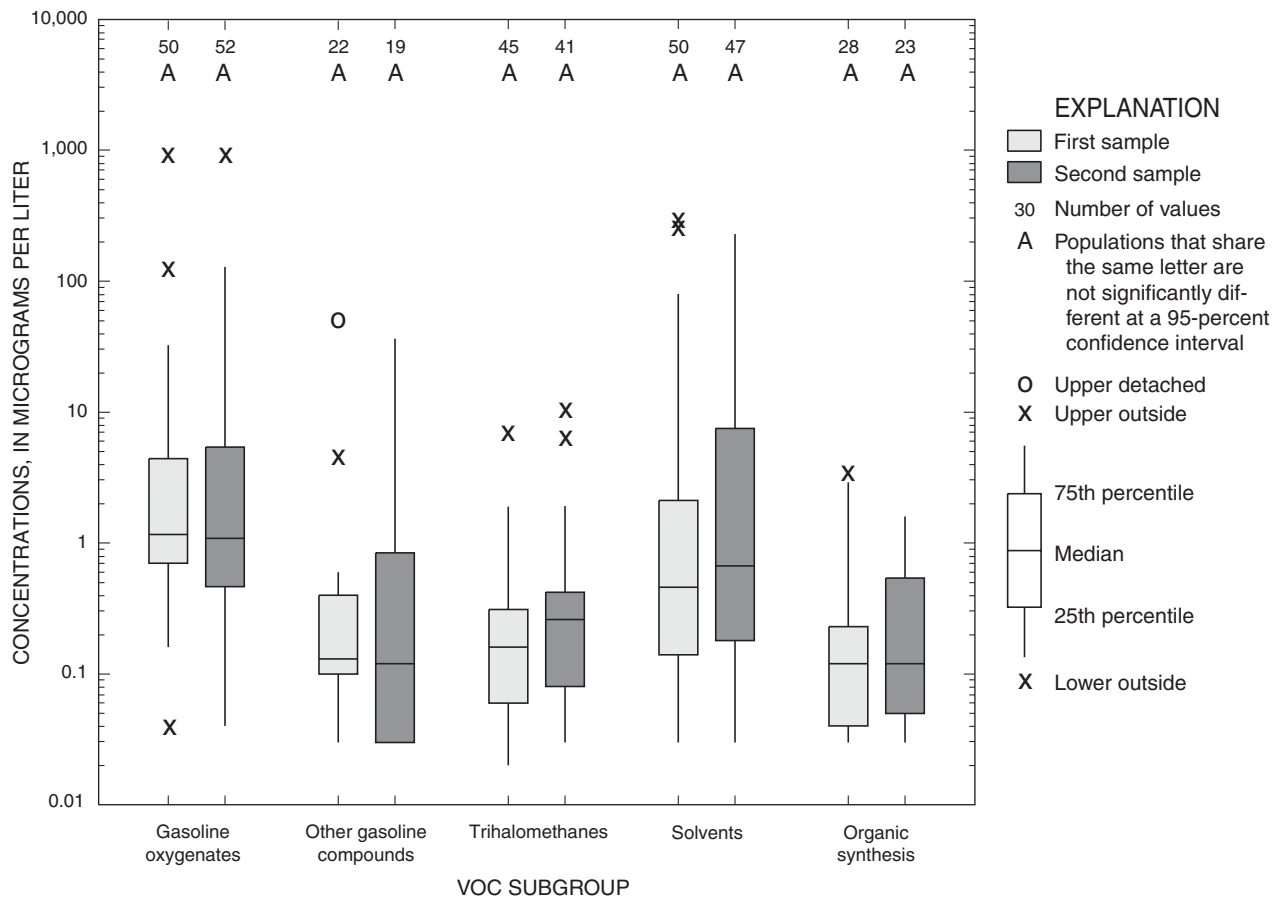 10,000
1,000
100
10
1
0.1
0.01
CONCENTRATIONS, IN MICROGRAMS PER LITER
50 52 22 19 45 41 50 47 28 23
A A A A A A A A A A
X X
X
X
O
X
X
X
X
X
X
X
X
Gasoline
oxygenates
Other gasoline
compounds
Trihalomethanes
Solvents
Organic
synthesis
VOC SUBGROUP
EXPLANATION
First sample
Second sample
30 Number of values
A Populations that share
the same letter are
not significantly dif-
ferent at a 95-percent
confidence interval
O Upper detached
X Upper outside
75th percentile
Median
25th percentile
X Lower outside